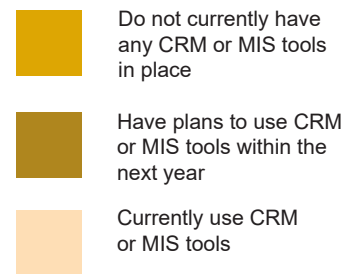 Do not currently have
any CRM or MIS tools
in place
Have plans to use CRM
or MIS tools within the
next year
Currently use CRM
or MIS tools